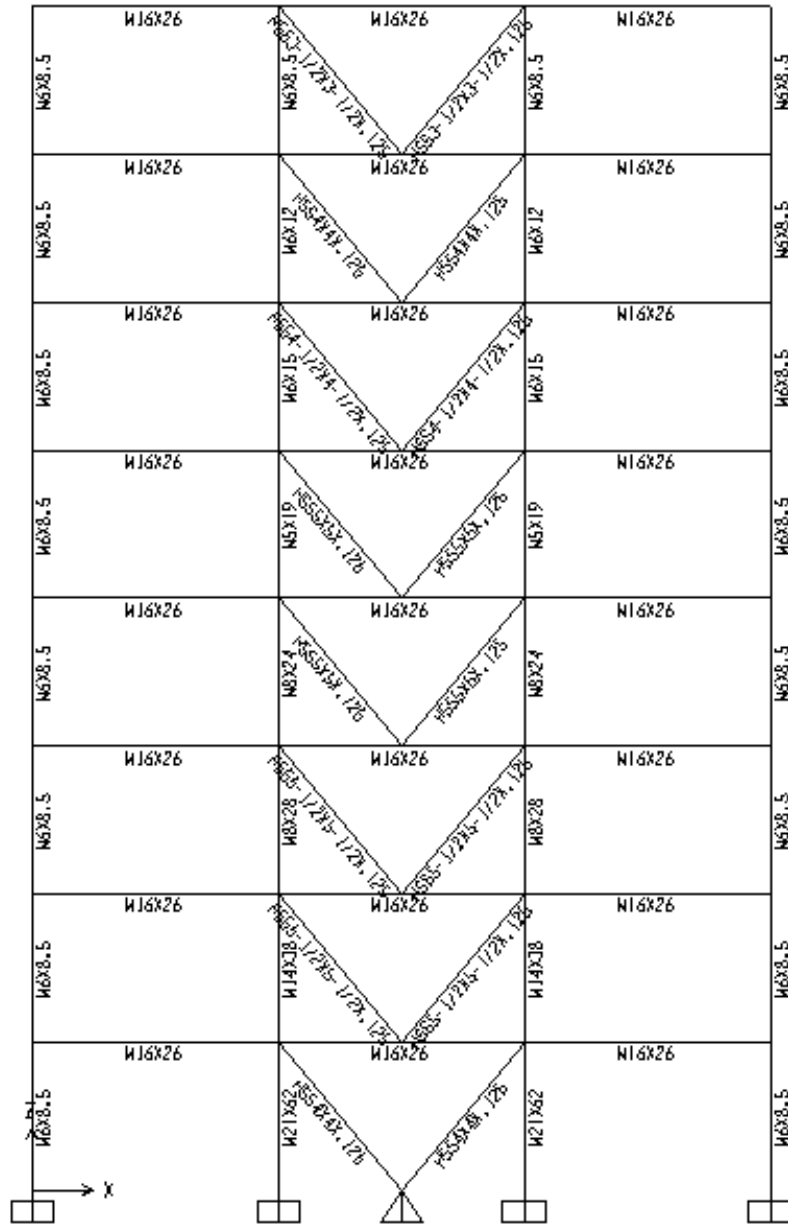 W16X26 W16X26 W16X26
W6X8.5 HSS3-1/2X3-1/2X.125 W6X8.5 HSS3-1/2X3-1/2X.125 W6X8.5 W6X8.5
W16X26 W16X26 W16X26
W6X8.5 HSS4X4X.125 W6X12 HSS4X4X.125 W6X12 W6X8.5
W16X26 W16X26 W16X26
W6X8.5 HSS4-1/2X4-1/2X.125 W6X15 HSS4-1/2X4-1/2X.125 W6X15 W6X8.5
W16X26 W16X26 W16X26
W6X8.5 HSS5X5X.125 W5X19 HSS5X5X.125 W5X19 W6X8.5
W16X26 W16X26 W16X26
W6X8.5 HSS5X5X.125 W8X24 HSS5X5X.125 W8X24 W6X8.5
W16X26 W16X26 W16X26
W6X8.5 HSS5-1/2X5-1/2X.125 W8X28 HSS5-1/2X5-1/2X.125 W8X28 W6X8.5
W16X26 W16X26 W16X26
W6X8.5 HSS5-1/2X5-1/2X.125 W14X38 HSS5-1/2X5-1/2X.125 W14X38 W6X8.5
W16X26 W16X26 W16X26
W6X8.5 HSS4X4X.125 W21X62 HSS4X4X.125 W21X62 W6X8.5
X